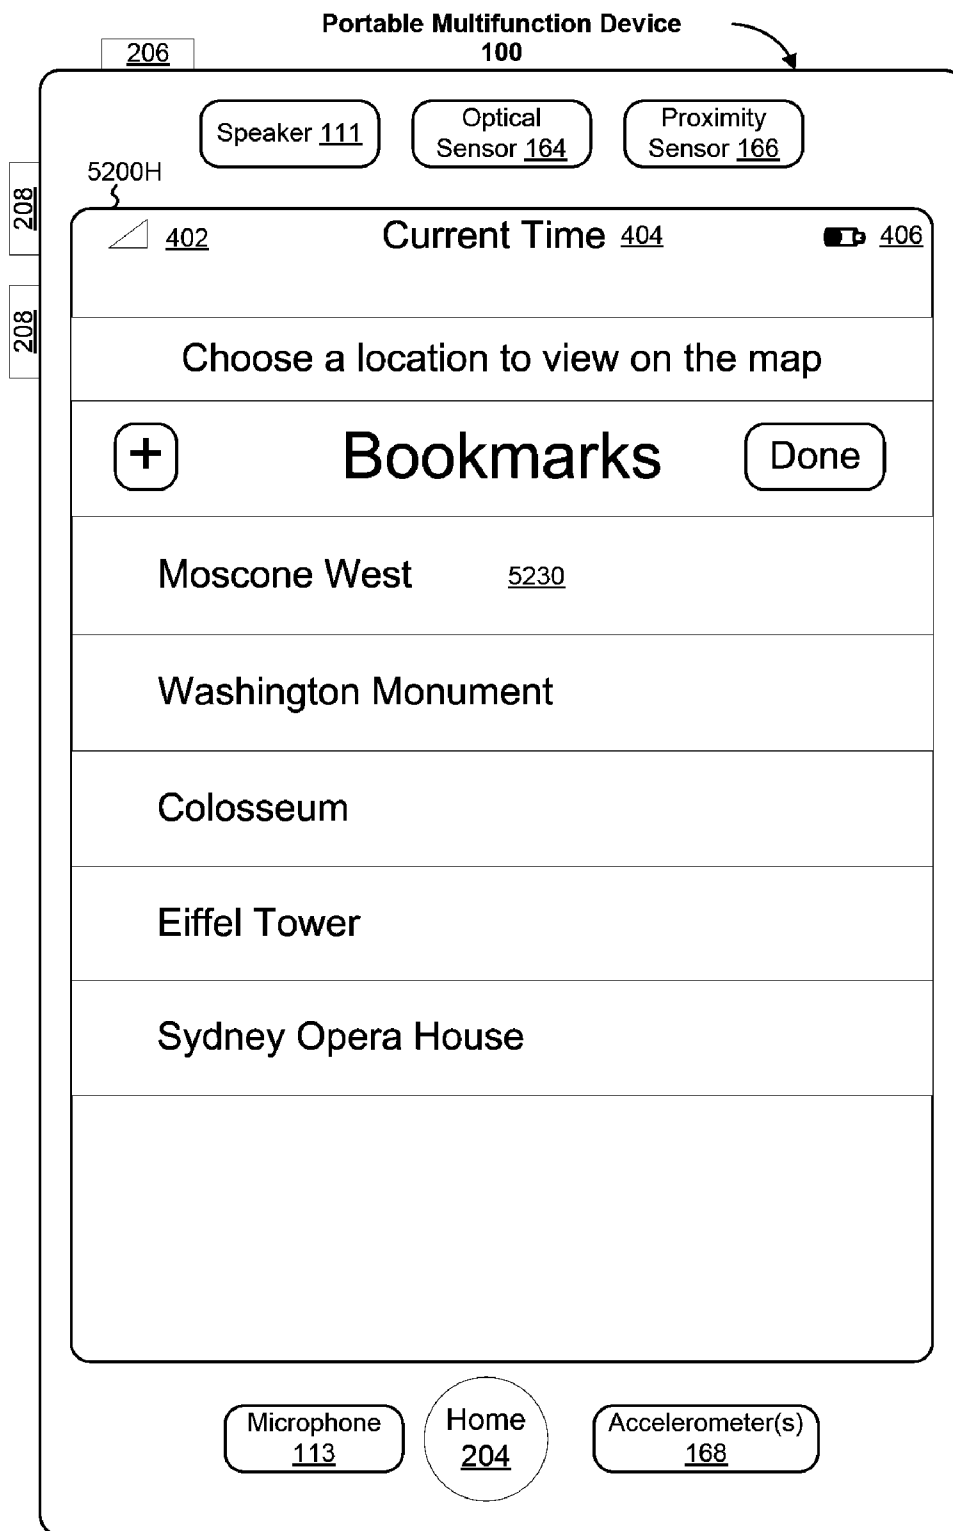 Portable Multifunction Device
100
206
Speaker 111
Optical
Sensor 164
Proximity
Sensor 166
5200H
208
208
402
Current Time 404
406
Choose a location to view on the map
+
Bookmarks
Done
Moscone West 5230
Washington Monument
Colosseum
Eiffel Tower
Sydney Opera House
Microphone
113
Home
204
Accelerometer(s)
168